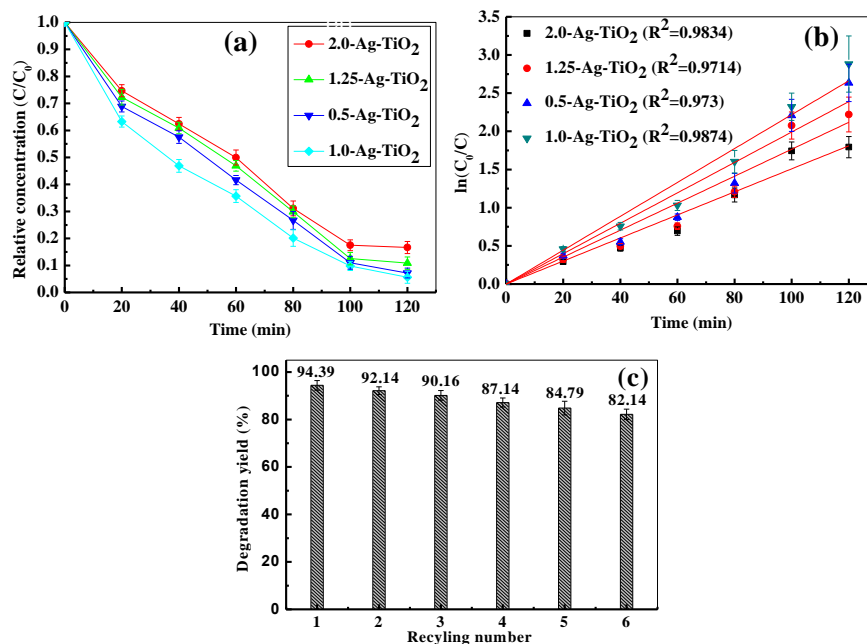 (a)
2.0-Ag-TiO2
1.25-Ag-TiO2
0.5-Ag-TiO2
1.0-Ag-TiO2
Relative concentration (C/C0)
1.0
0.9
0.8
0.7
0.6
0.5
0.4
0.3
0.2
0.1
0.0
0 20 40 60 80 100 120
Time (min)
(b)
2.0-Ag-TiO2 (R2=0.9834)
1.25-Ag-TiO2 (R2=0.9714)
0.5-Ag-TiO2 (R2=0.973)
1.0-Ag-TiO2 (R2=0.9874)
ln(C0/C)
3.5
3.0
2.5
2.0
1.5
1.0
0.5
0.0
0 20 40 60 80 100 120
Time (min)
(c)
94.39 92.14 90.16 87.14 84.79 82.14
Degradation yield (%)
100
80
60
40
20
0
1 2 3 4 5 6
Recyling number